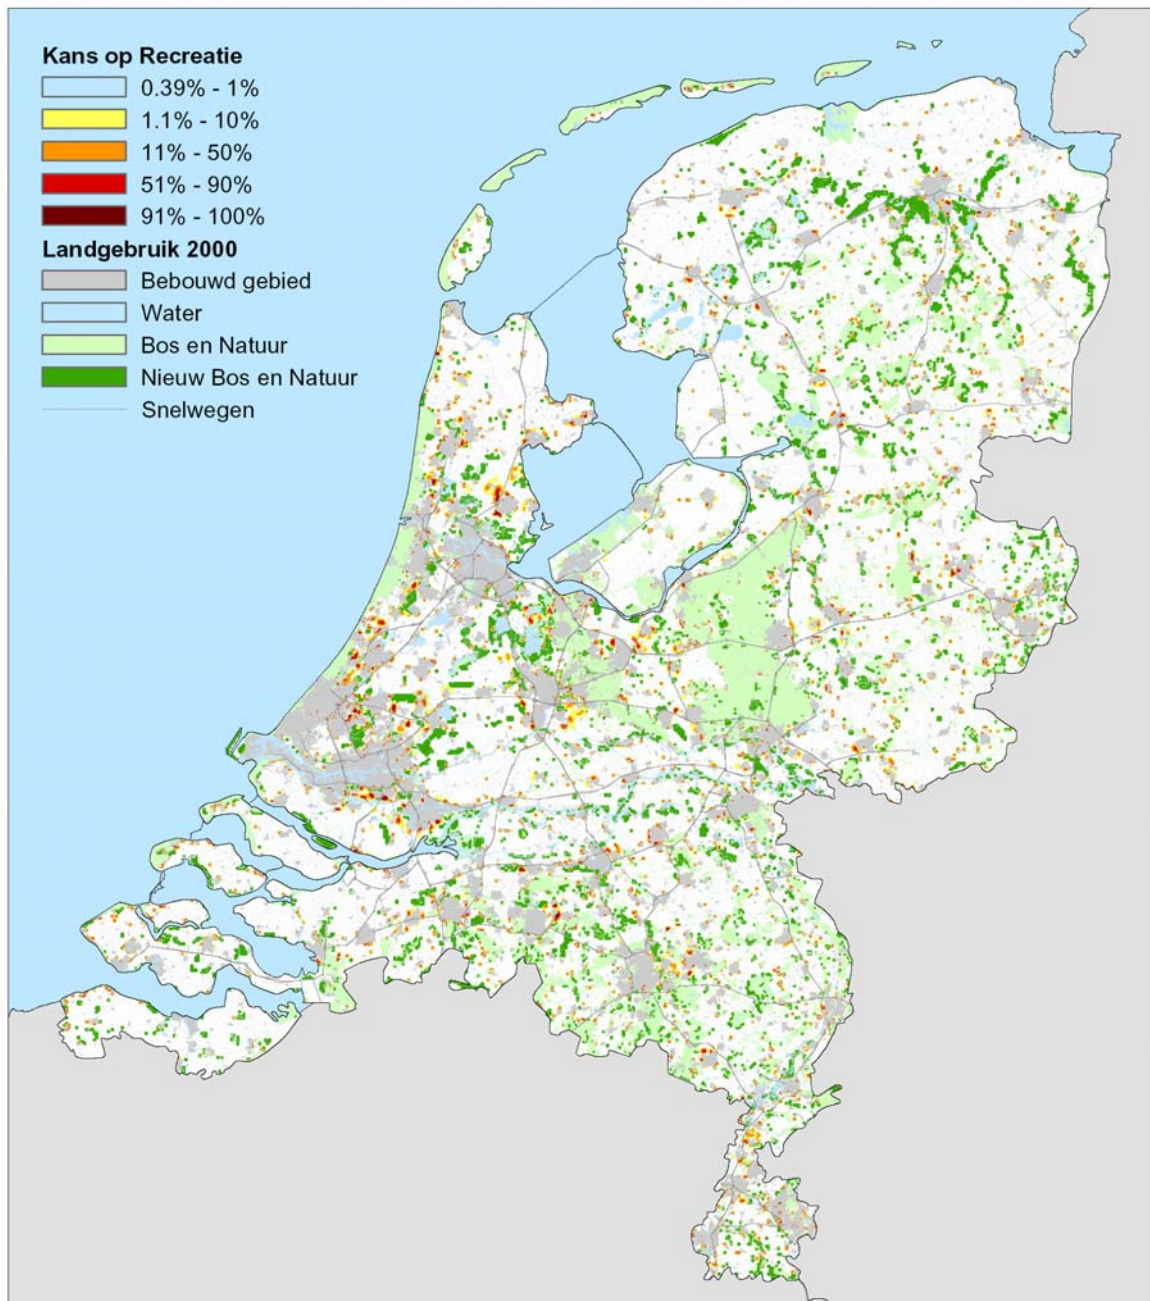 Kans op Recreatie
0.39% - 1%
1.1% - 10%
11% - 50%
51% - 90%
91% - 100%
Landgebruik 2000
Bebouwd gebied
Water
Bos en Natuur
Nieuw Bos en Natuur
Snelwegen